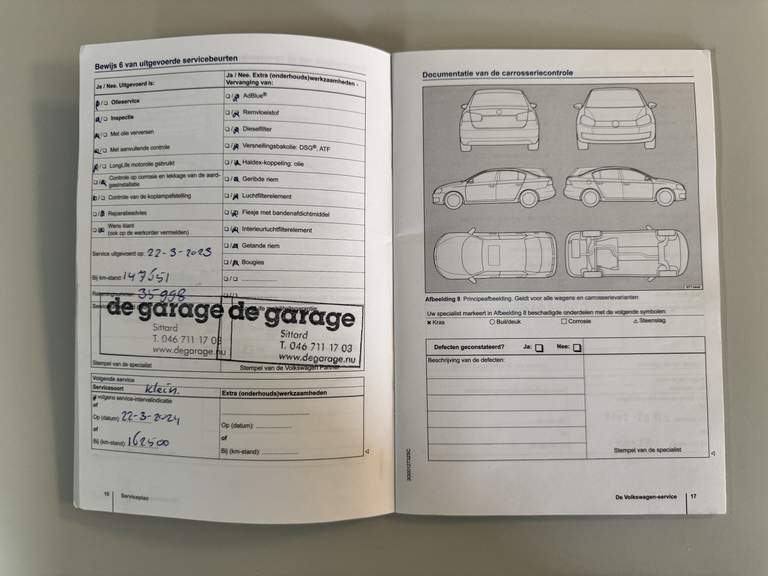 Bewijs 6 van uitgevoerde servicebeurten
Ja / Nee. Uitgevoerd is:
Olieservice
Inspectie
Met olie verversen
Met aanvullende controle
LongLife motorolie gebruikt
Controle op corrosie en lekkage van de aard-
gasinstallatie
Controle van de koplampafstelling
Reparatieadvies
Wens klant
(ook op de werkorder vermelden)
Service uitgevoerd op: 22-3-2023
Bij km-stand: 147551
35998
Ja / Nee. Extra (onderhouds)werkzaamheden -
Vervanging van:
AdBlue®
Remvloeistof
Dieselfilter
Versnellingsbakolie: DSG®, ATF
Haldex-koppeling: olie
Geribde riem
Luchtfilterelement
Flesje met bandenafdichtmiddel
Interieurluchtfilterelement
Getande riem
Bougies
de garage
Sittard
T. 046 711 17 03
www.degarage.nu
de garage
Sittard
T. 046 711 17 03
www.degarage.nu
Stempel van de specialist
Stempel van de Volkswagen Partner
Volgende service
Servicesoort Klein.
volgens service-intervalindicatie
of
Op (datum): 22-3-2024
of
Bij (km-stand): 162500
Extra (onderhouds)werkzaamheden
Op (datum):
of
Bij (km-stand):
16 Serviceplan
Documentatie van de carrosseriecontrole
Afbeelding 8 Principeafbeelding. Geldt voor alle wagens en carrosserievarianten
Uw specialist markeert in Afbeelding 8 beschadigde onderdelen met de volgende symbolen:
× Kras ○ Buil/deuk □ Corrosie △ Steenslag
Defecten geconstateerd? Ja: Nee:
Beschrijving van de defecten:
Stempel van de specialist
De Volkswagen-service 17